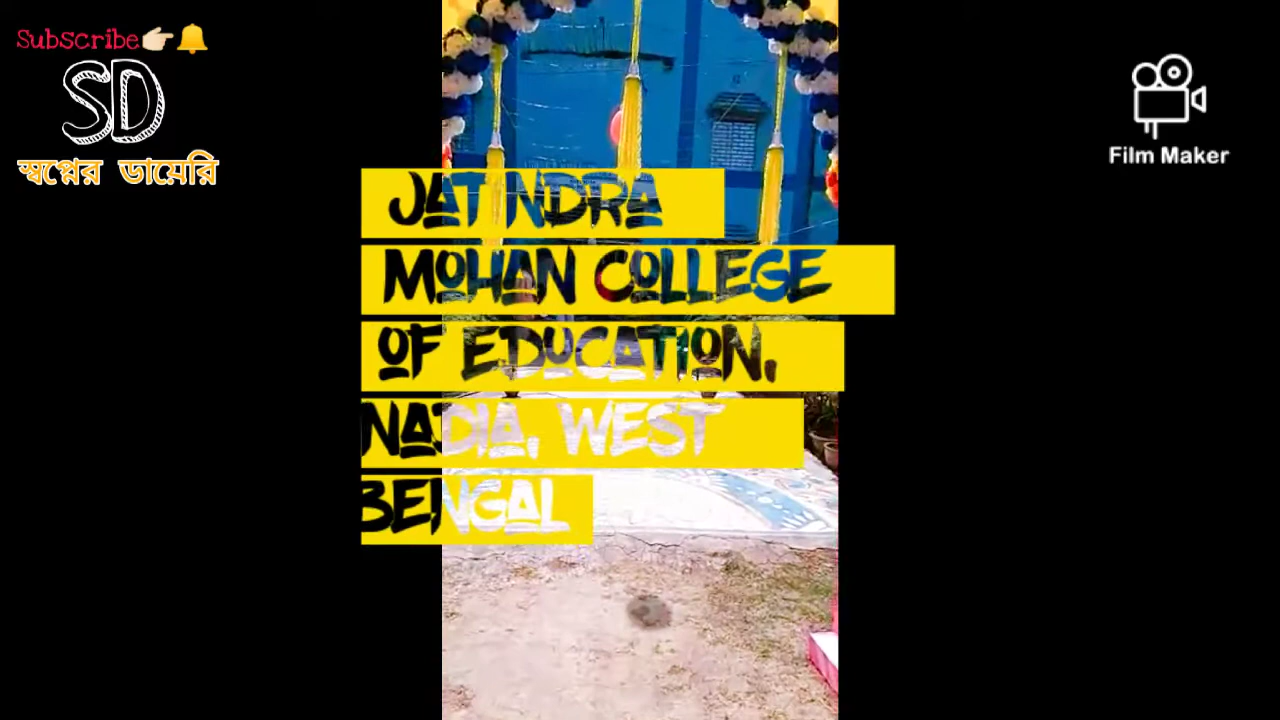 Subscribe👉🏻🔔
SD
স্বপ্নের ডায়েরি
Film Maker
JATINDRA
MOHAN COLLEGE
OF EDUCATION,
NADIA, WEST
BENGAL